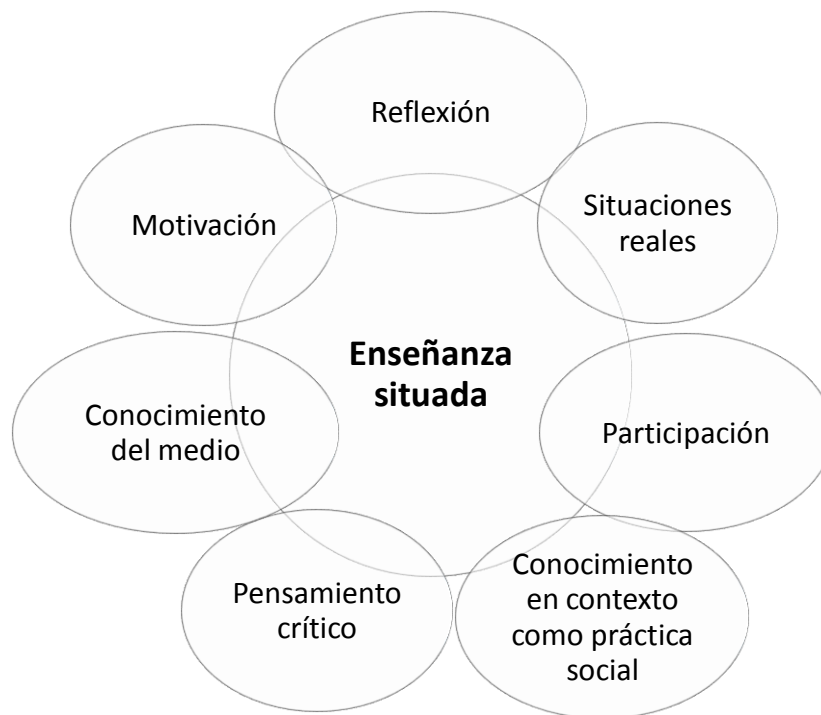 Reflexión
Situaciones
reales
Motivación
Enseñanza
situada
Conocimiento
del medio
Participación
Pensamiento
crítico
Conocimiento
en contexto
como práctica
social